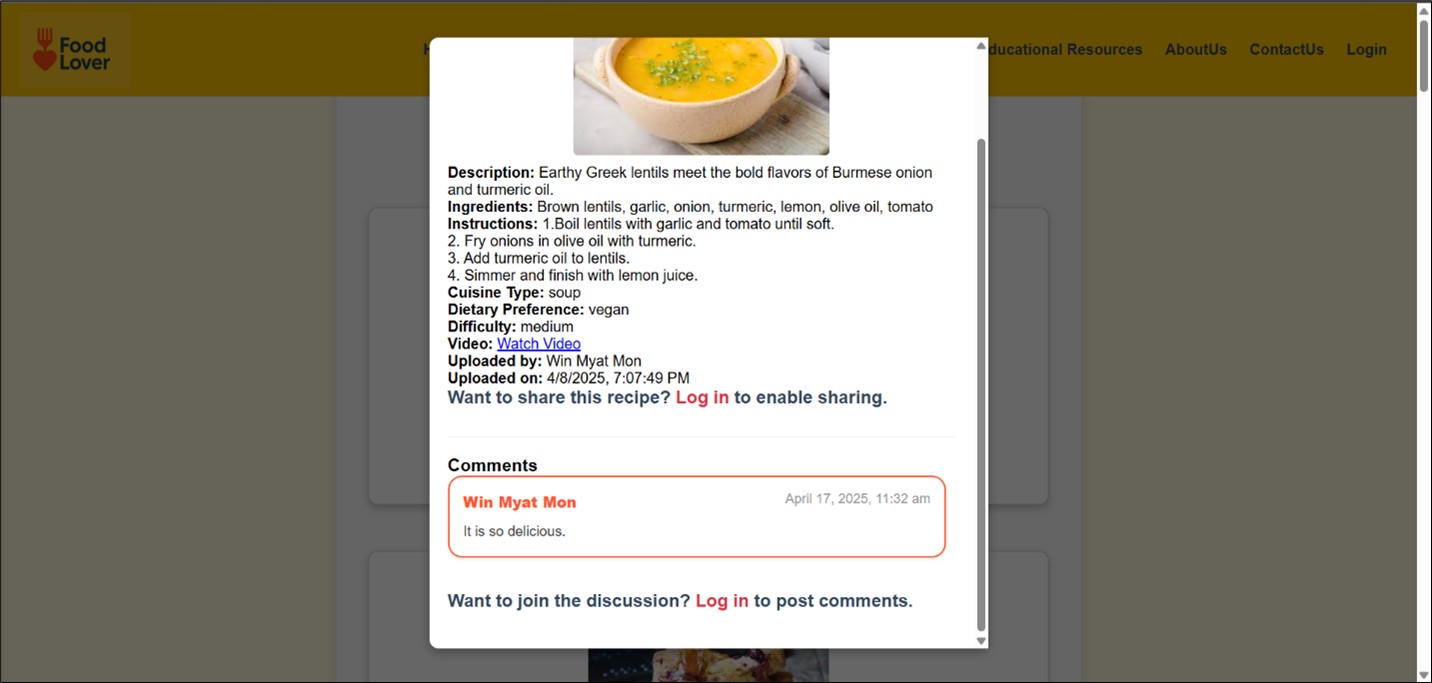 Food
Lover
ducational Resources
AboutUs
ContactUs
Login
Description: Earthy Greek lentils meet the bold flavors of Burmese onion
and turmeric oil.
Ingredients: Brown lentils, garlic, onion, turmeric, lemon, olive oil, tomato
Instructions: 1.Boil lentils with garlic and tomato until soft.
2. Fry onions in olive oil with turmeric.
3. Add turmeric oil to lentils.
4. Simmer and finish with lemon juice.
Cuisine Type: soup
Dietary Preference: vegan
Difficulty: medium
Video: Watch Video
Uploaded by: Win Myat Mon
Uploaded on: 4/8/2025, 7:07:49 PM
Want to share this recipe? Log in to enable sharing.
Comments
Win Myat Mon
April 17, 2025, 11:32 am
It is so delicious.
Want to join the discussion? Log in to post comments.